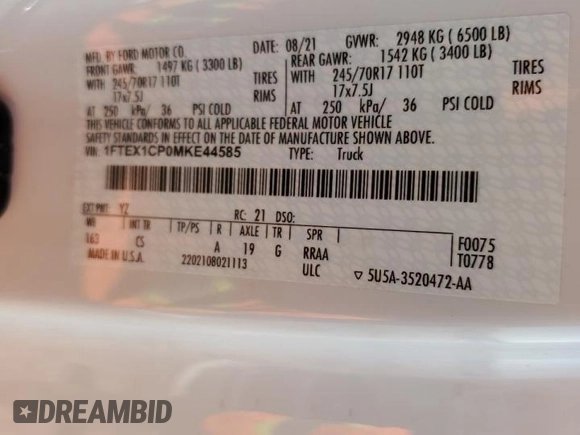 MFD. BY FORD MOTOR CO. DATE: 08/21 GVWR: 2948 KG ( 6500 LB)
FRONT GAWR: 1497 KG ( 3300 LB) REAR GAWR: 1542 KG ( 3400 LB)
WITH 245/70R17 110T TIRES WITH 245/70R17 110T TIRES
17x7.5J RIMS 17x7.5J RIMS
AT 250 kPa/ 36 PSI COLD AT 250 kPa/ 36 PSI COLD
THIS VEHICLE CONFORMS TO ALL APPLICABLE FEDERAL MOTOR VEHICLE
SAFETY STANDARDS IN EFFECT ON THE DATE OF MANUFACTURE SHOWN ABOVE.
VIN: 1FTEX1CP0MKE44585 TYPE: Truck
EXT PNT: YZ RC: 21 DSO:
WB INT TR TP/PS R AXLE TR SPR F0075
163 CS A 19 G RRAA T0778
MADE IN U.S.A. 2202108021113 ULC ▽ 5U5A-3520472-AA
DREAMBID